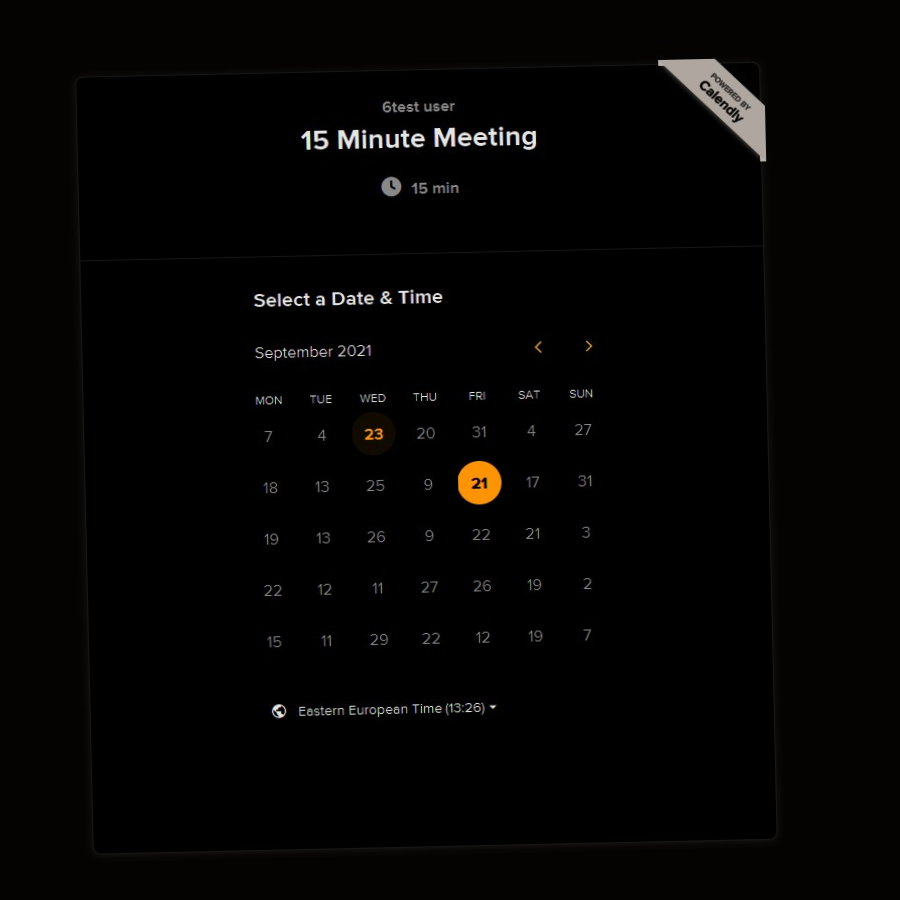 POWERED BY
Calendly
6test user
15 Minute Meeting
15 min
Select a Date & Time
September 2021
MON TUE WED THU FRI SAT SUN
7 4 23 20 31 4 27
18 13 25 9 21 17 31
19 13 26 9 22 21 3
22 12 11 27 26 19 2
15 11 29 22 12 19 7
Eastern European Time (13:26)